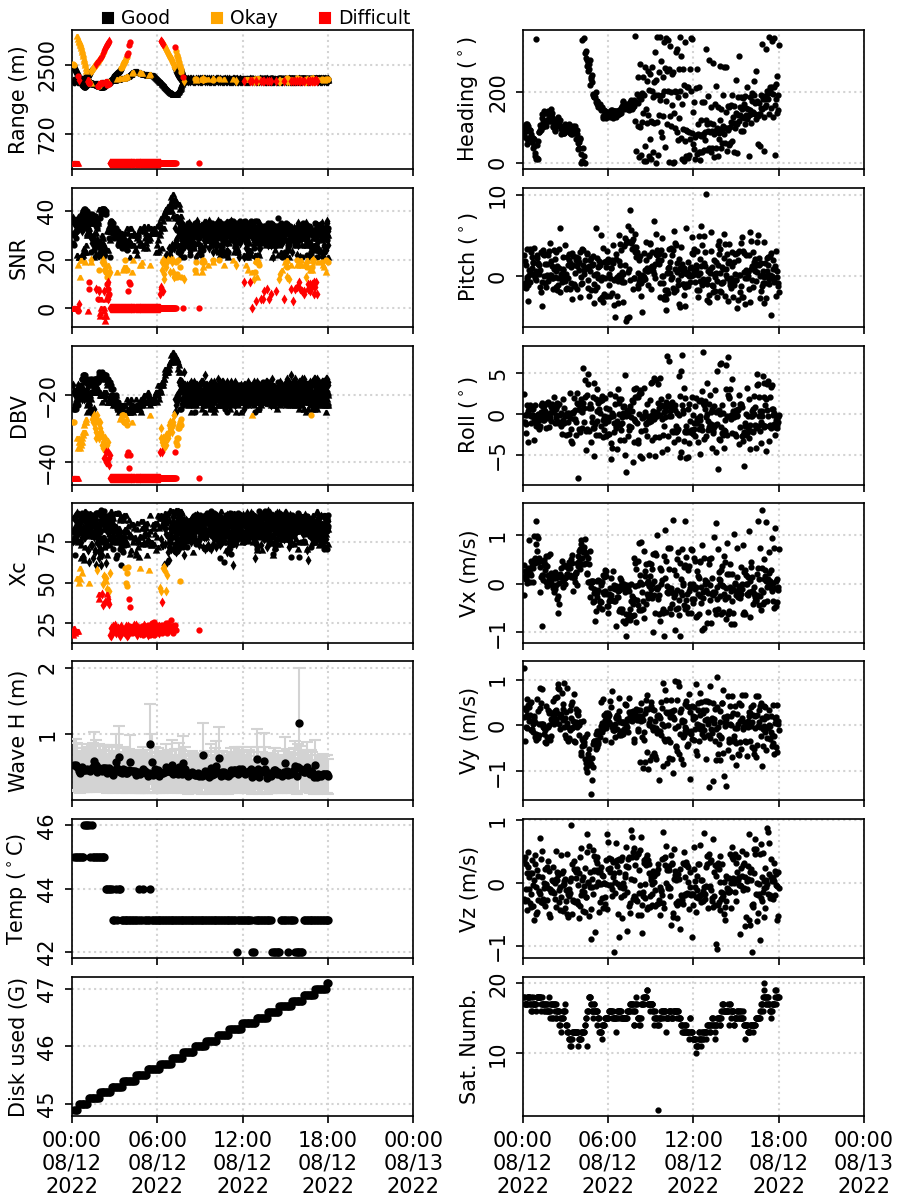 Good Okay Difficult
Range (m)
2500
720
Heading (°)
200
0
SNR
40
20
0
Pitch (°)
10
0
DBV
−20
−40
Roll (°)
5
0
−5
Xc
75
50
25
Vx (m/s)
1
0
−1
Wave H (m)
2
1
Vy (m/s)
1
0
−1
Temp (°C)
46
44
42
Vz (m/s)
1
0
−1
Disk used (G)
47
46
45
Sat. Numb.
20
10
00:00 06:00 12:00 18:00 00:00
08/12 08/12 08/12 08/12 08/13
2022 2022 2022 2022 2022
00:00 06:00 12:00 18:00 00:00
08/12 08/12 08/12 08/12 08/13
2022 2022 2022 2022 2022